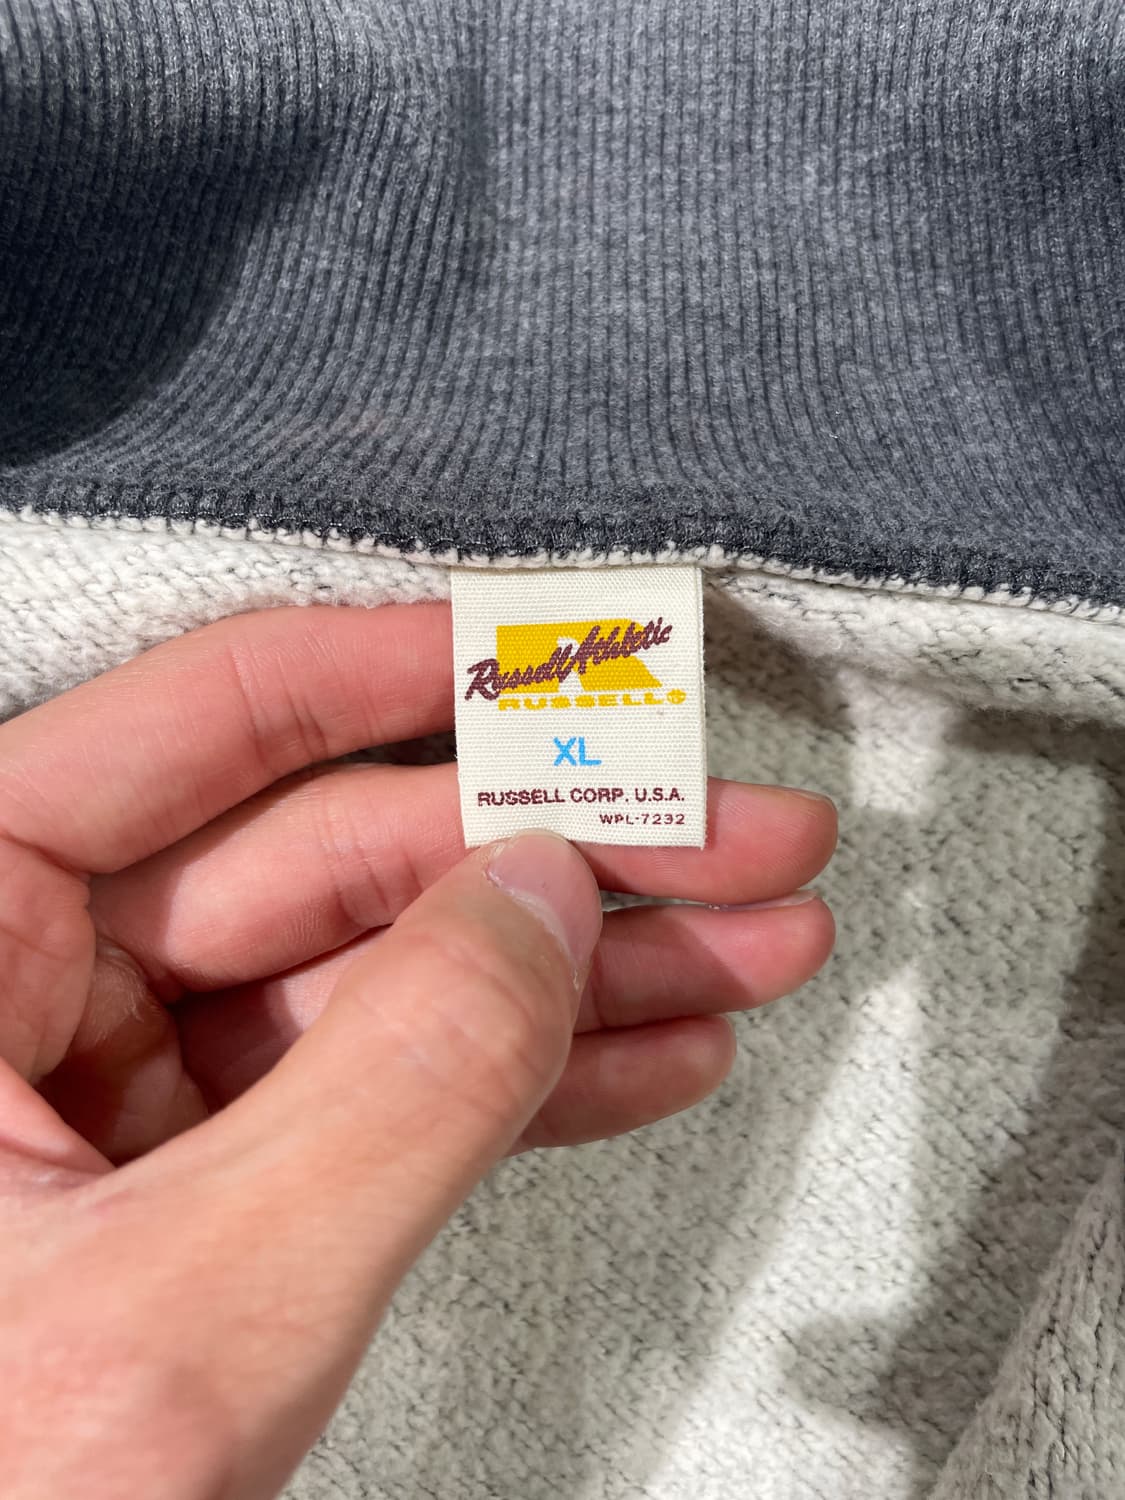 Russell Athletic
RUSSELL
XL
RUSSELL CORP. U.S.A.
WPL-7232